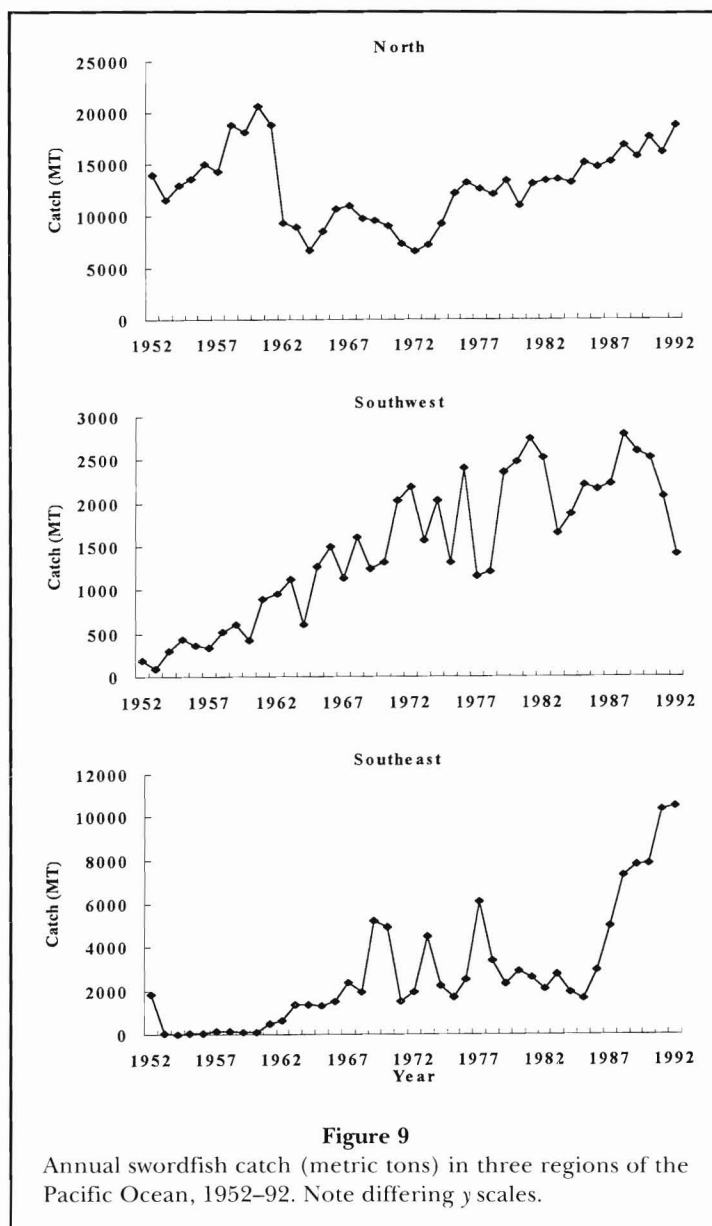 North
25000
20000
15000
10000
5000
0
Catch (MT)
1952 1957 1962 1967 1972 1977 1982 1987 1992
Southwest
3000
2500
2000
1500
1000
500
0
Catch (MT)
1952 1957 1962 1967 1972 1977 1982 1987 1992
Southeast
12000
10000
8000
6000
4000
2000
0
Catch (MT)
1952 1957 1962 1967 1972 1977 1982 1987 1992
Year
Figure 9
Annual swordfish catch (metric tons) in three regions of the
Pacific Ocean, 1952–92. Note differing y scales.